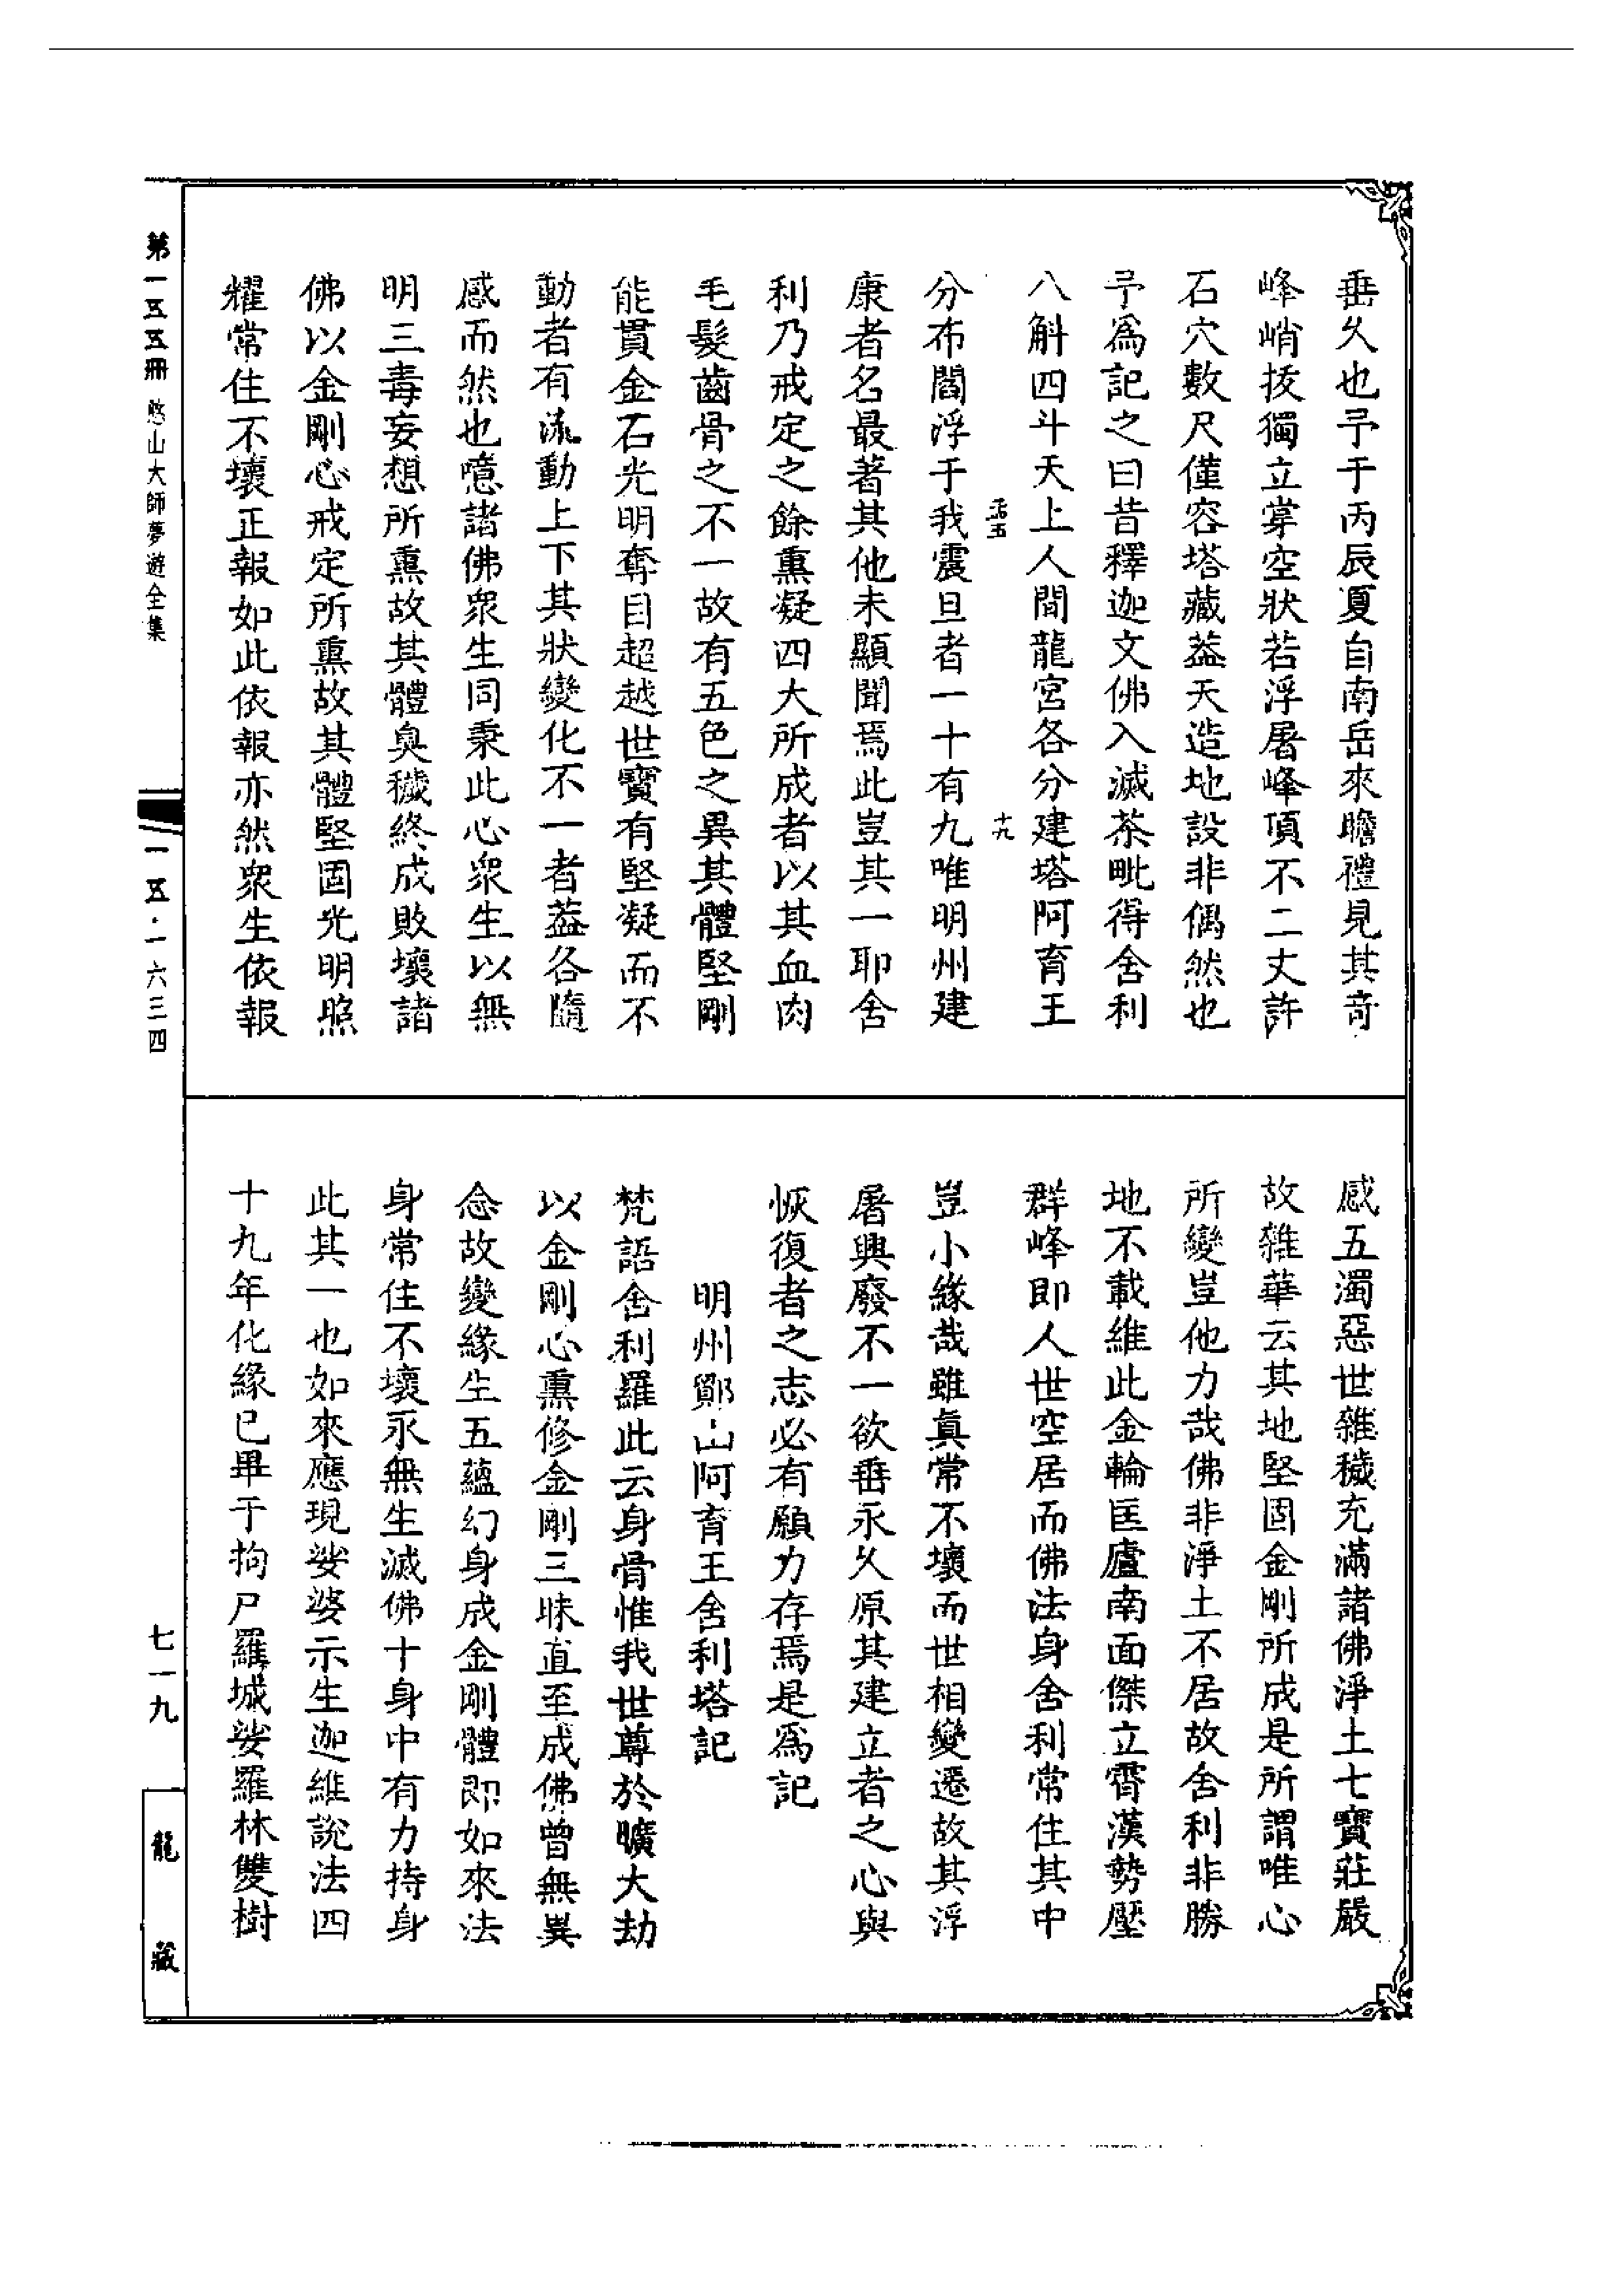 垂久也予于丙辰夏自南岳來瞻禮見其奇
峰峭拔獨立掌空狀若浮屠峰頂不二丈許
石穴數尺僅容塔藏葢天造地設非偶然也
予爲記之曰昔釋迦文佛入滅茶毗得舍利
八斛四斗天上人間龍宮各分建塔阿育王
十九
分布閻浮于我震旦者一十有九唯明州建
康者名最著其他未顯聞焉此豈其一耶舍
利乃戒定之餘熏凝四大所成者以其血肉
毛髮齒骨之不一故有五色之異其體堅剛
能貫金石光明奪目超越世寶有堅凝而不
動者有流動上下其狀變化不一者葢各隨
感而然也噫諸佛衆生同秉此心衆生以無
明三毒妄想所熏故其體臭穢終成敗壞諸
佛以金剛心戒定所熏故其體堅固光明照
耀常住不壞正報如此依報亦然衆生依報
感五濁惡世雜穢充滿諸佛淨土七寶莊嚴
故雜華云其地堅固金剛所成是所謂唯心
所變豈他力哉佛非淨土不居故舍利非勝
地不載維此金輪匡廬南面傑立霄漢勢壓
群峰即人世空居而佛法身舍利常住其中
豈小緣哉雖眞常不壞而世相變遷故其浮
屠興廢不一欲垂永久原其建立者之心與
恢復者之志必有願力存焉是爲記
明州鄮山阿育王舍利塔記
梵語舍利羅此云身骨惟我世尊於曠大劫
以金剛心熏修金剛三昧直至成佛曾無異
念故變緣生五蘊幻身成金剛體即如來法
身常住不壞永無生滅佛十身中有力持身
此其一也如來應現娑婆示生迦維說法四
十九年化緣已畢于拘尸羅城娑羅林雙樹
第一五五冊 憨山大師夢遊全集
一五·一六三四
七一九
龍藏